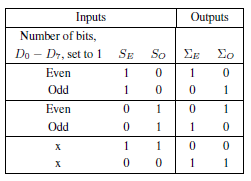 Inputs Outputs
Number of bits,
D0 − D7, set to 1 SE SO ΣE ΣO
Even 1 0 1 0
Odd 1 0 0 1
Even 0 1 0 1
Odd 0 1 1 0
x 1 1 0 0
x 0 0 1 1